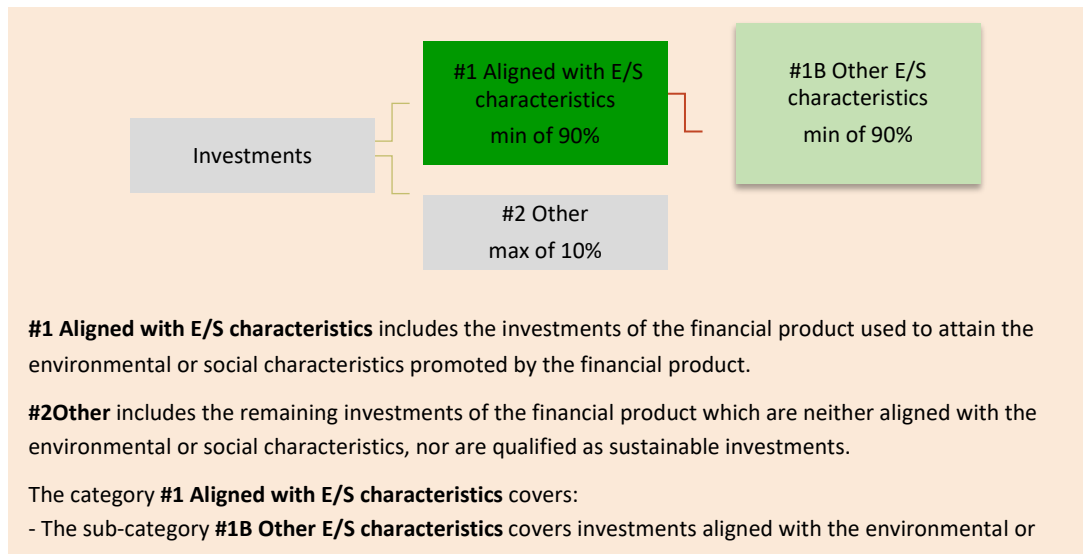 #1 Aligned with E/S
characteristics
min of 90%
#1B Other E/S
characteristics
min of 90%
Investments
#2 Other
max of 10%
#1 Aligned with E/S characteristics includes the investments of the financial product used to attain the
environmental or social characteristics promoted by the financial product.
#2Other includes the remaining investments of the financial product which are neither aligned with the
environmental or social characteristics, nor are qualified as sustainable investments.
The category #1 Aligned with E/S characteristics covers:
- The sub-category #1B Other E/S characteristics covers investments aligned with the environmental or